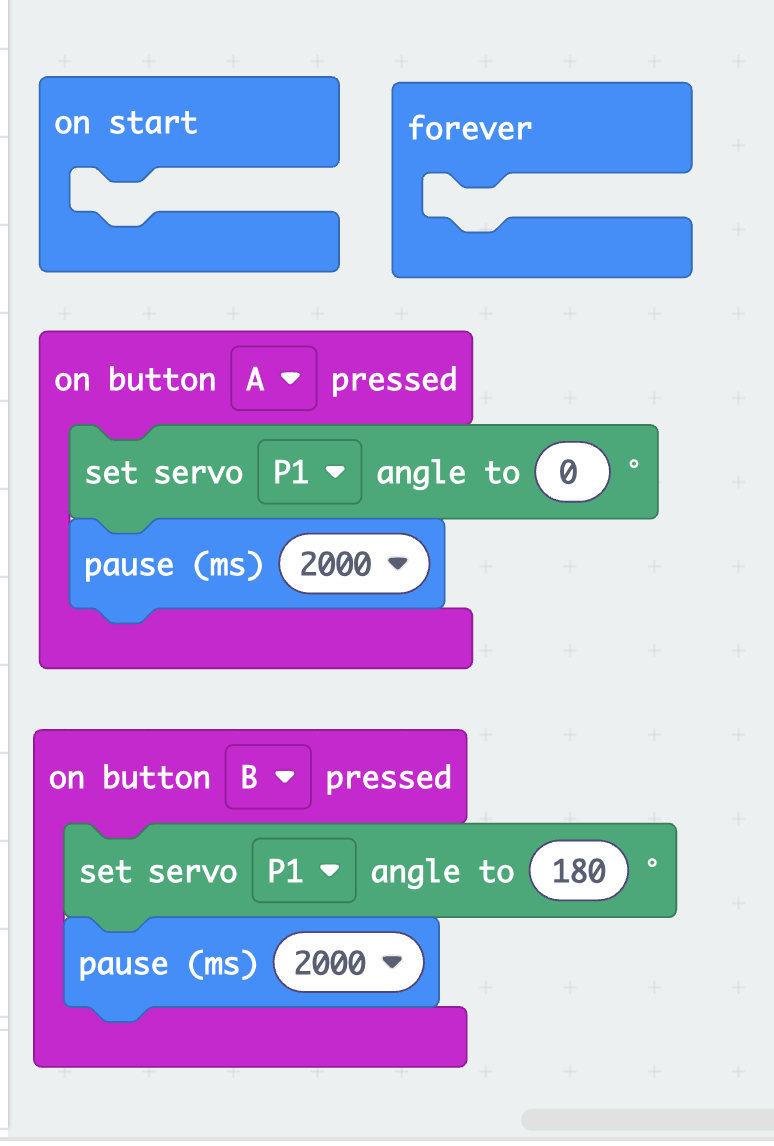 on start
forever
on button A pressed
set servo P1 angle to 0 °
pause (ms) 2000
on button B pressed
set servo P1 angle to 180 °
pause (ms) 2000